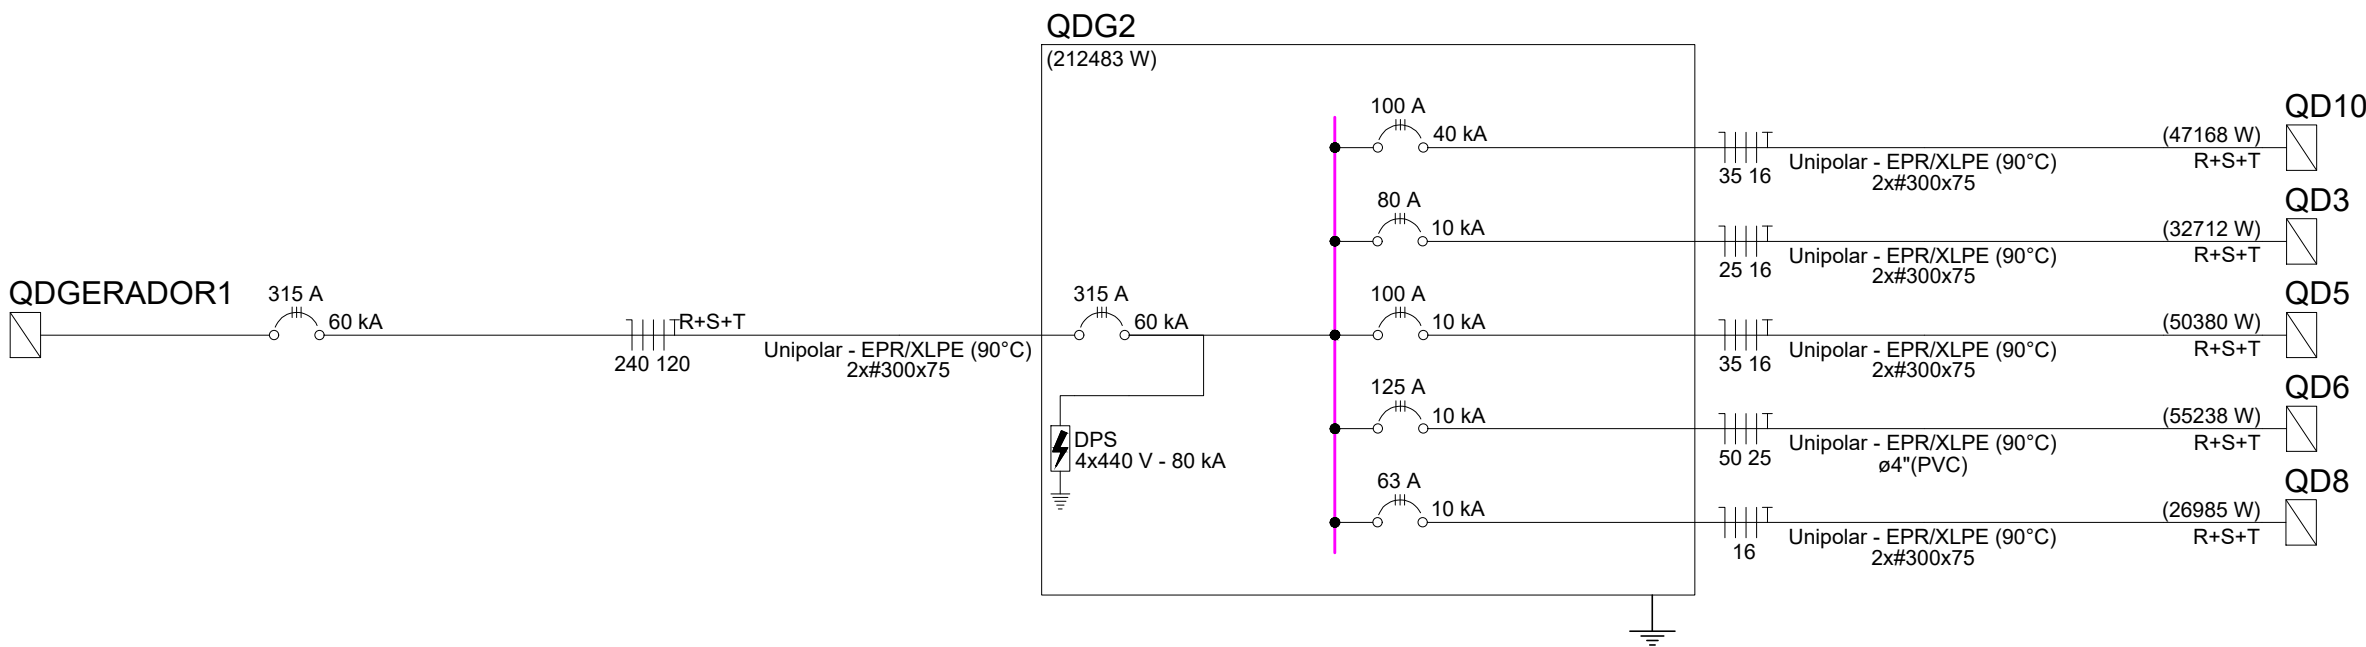 QDG2
(212483 W)
QDGERADOR1
315 A
60 kA
R+S+T
240 120
Unipolar - EPR/XLPE (90°C)
2x#300x75
315 A
60 kA
DPS
4x440 V - 80 kA
100 A
40 kA
35 16
Unipolar - EPR/XLPE (90°C)
2x#300x75
(47168 W)
R+S+T
QD10
80 A
10 kA
25 16
Unipolar - EPR/XLPE (90°C)
2x#300x75
(32712 W)
R+S+T
QD3
100 A
10 kA
35 16
Unipolar - EPR/XLPE (90°C)
2x#300x75
(50380 W)
R+S+T
QD5
125 A
10 kA
50 25
Unipolar - EPR/XLPE (90°C)
ø4"(PVC)
(55238 W)
R+S+T
QD6
63 A
10 kA
16
Unipolar - EPR/XLPE (90°C)
2x#300x75
(26985 W)
R+S+T
QD8